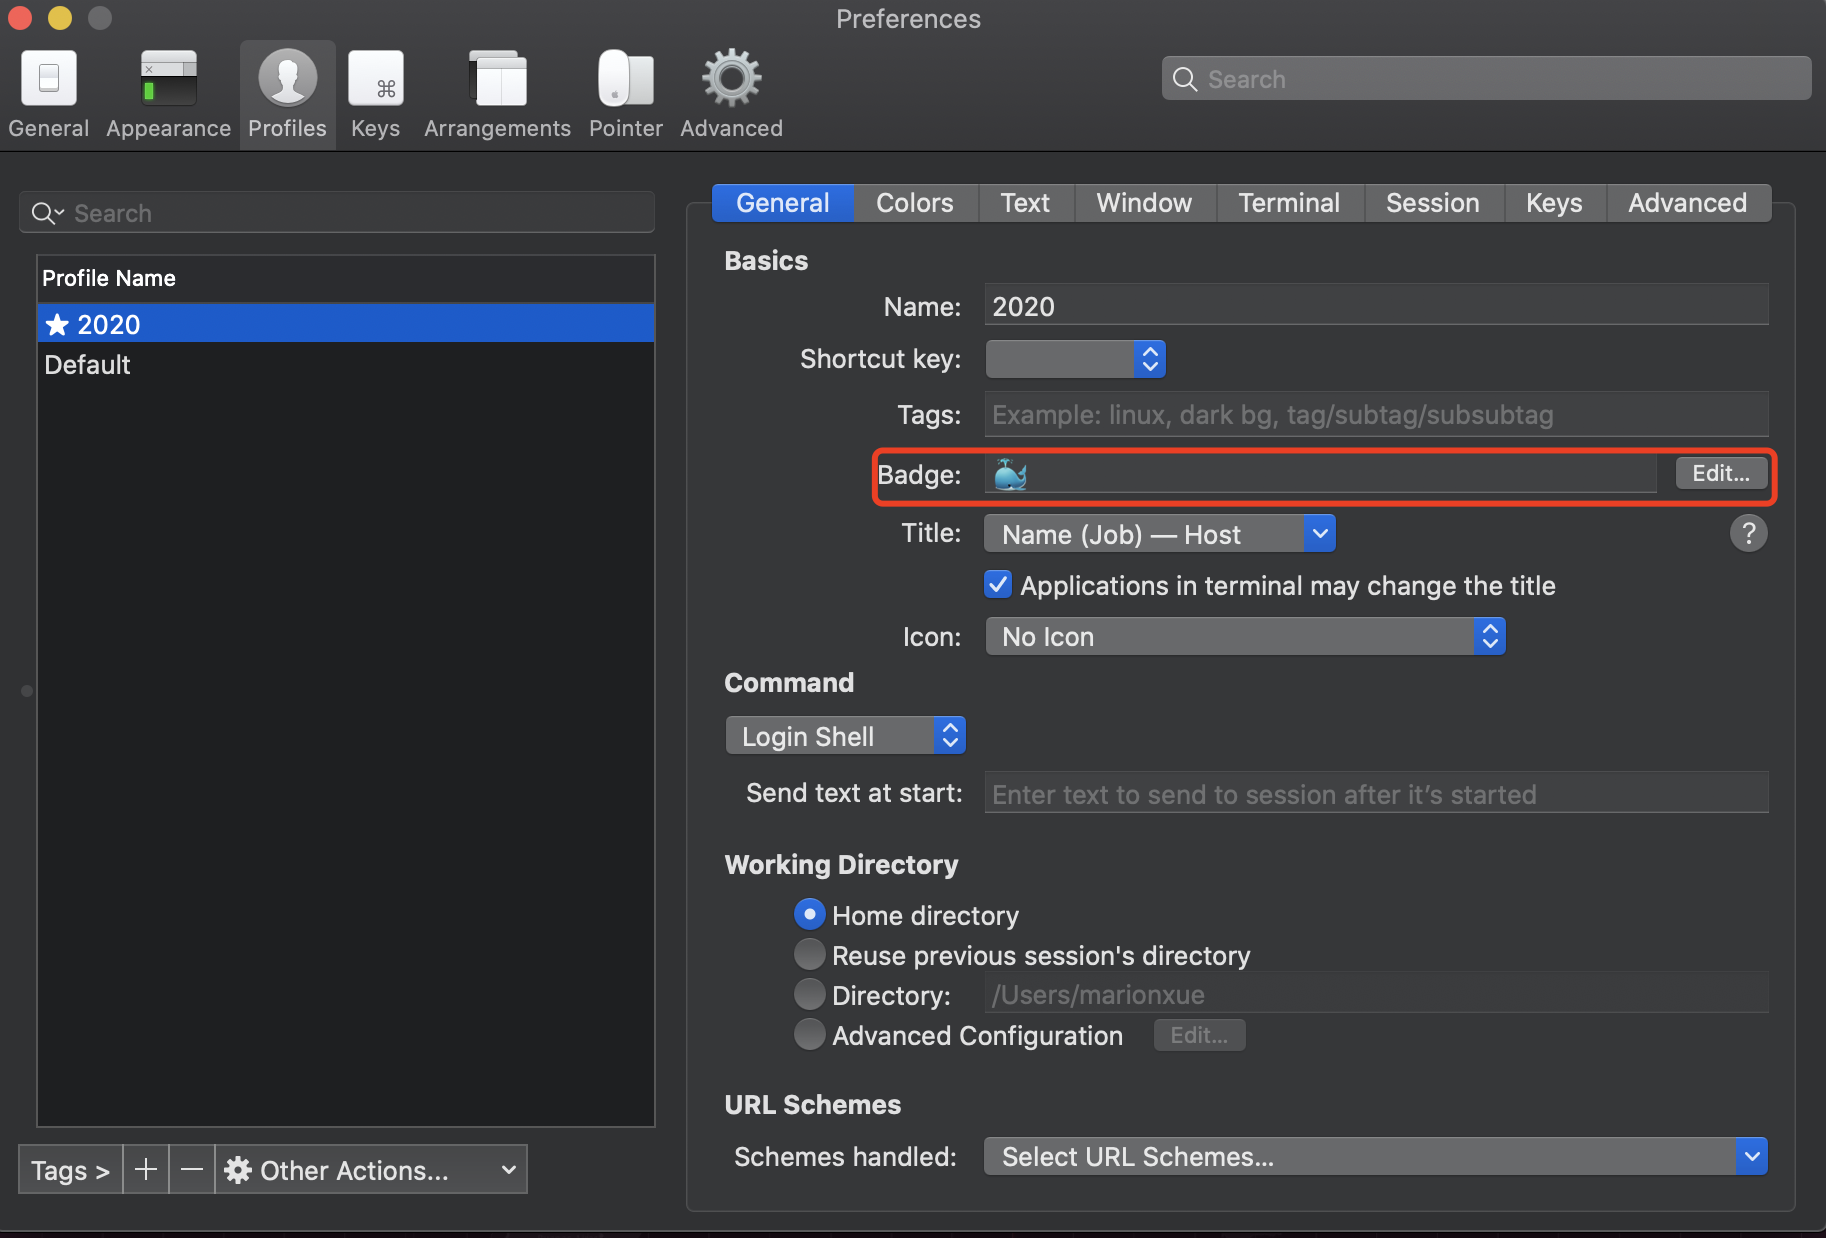 Preferences
General Appearance Profiles Keys Arrangements Pointer Advanced
Search
Search
Profile Name
★ 2020
Default
Tags > + — Other Actions...
General Colors Text Window Terminal Session Keys Advanced
Basics
Name: 2020
Shortcut key:
Tags: Example: linux, dark bg, tag/subtag/subsubtag
Badge: 🐳 Edit...
Title: Name (Job) — Host ?
Applications in terminal may change the title
Icon: No Icon
Command
Login Shell
Send text at start: Enter text to send to session after it’s started
Working Directory
Home directory
Reuse previous session's directory
Directory: /Users/marionxue
Advanced Configuration Edit...
URL Schemes
Schemes handled: Select URL Schemes...